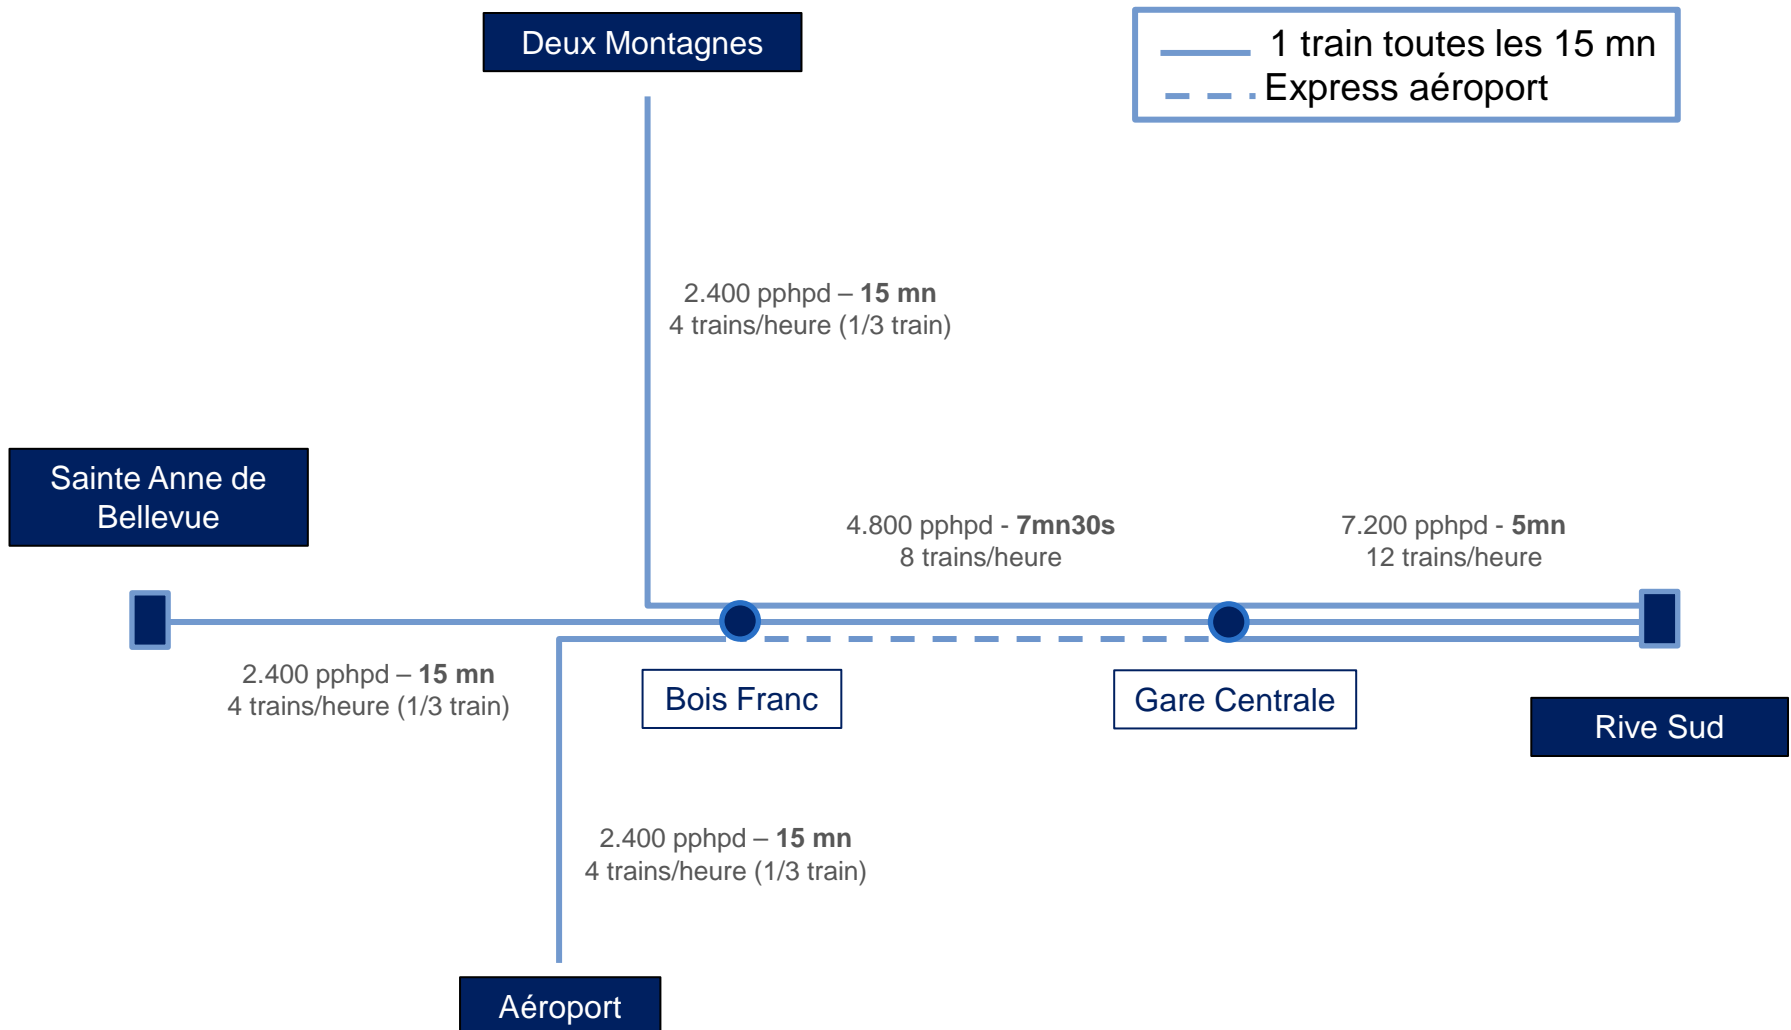 Deux Montagnes
1 train toutes les 15 mn
Express aéroport
2.400 pphpd – 15 mn
4 trains/heure (1/3 train)
Sainte Anne de
Bellevue
4.800 pphpd - 7mn30s
8 trains/heure
7.200 pphpd - 5mn
12 trains/heure
2.400 pphpd – 15 mn
4 trains/heure (1/3 train)
Bois Franc
Gare Centrale
Rive Sud
2.400 pphpd – 15 mn
4 trains/heure (1/3 train)
Aéroport